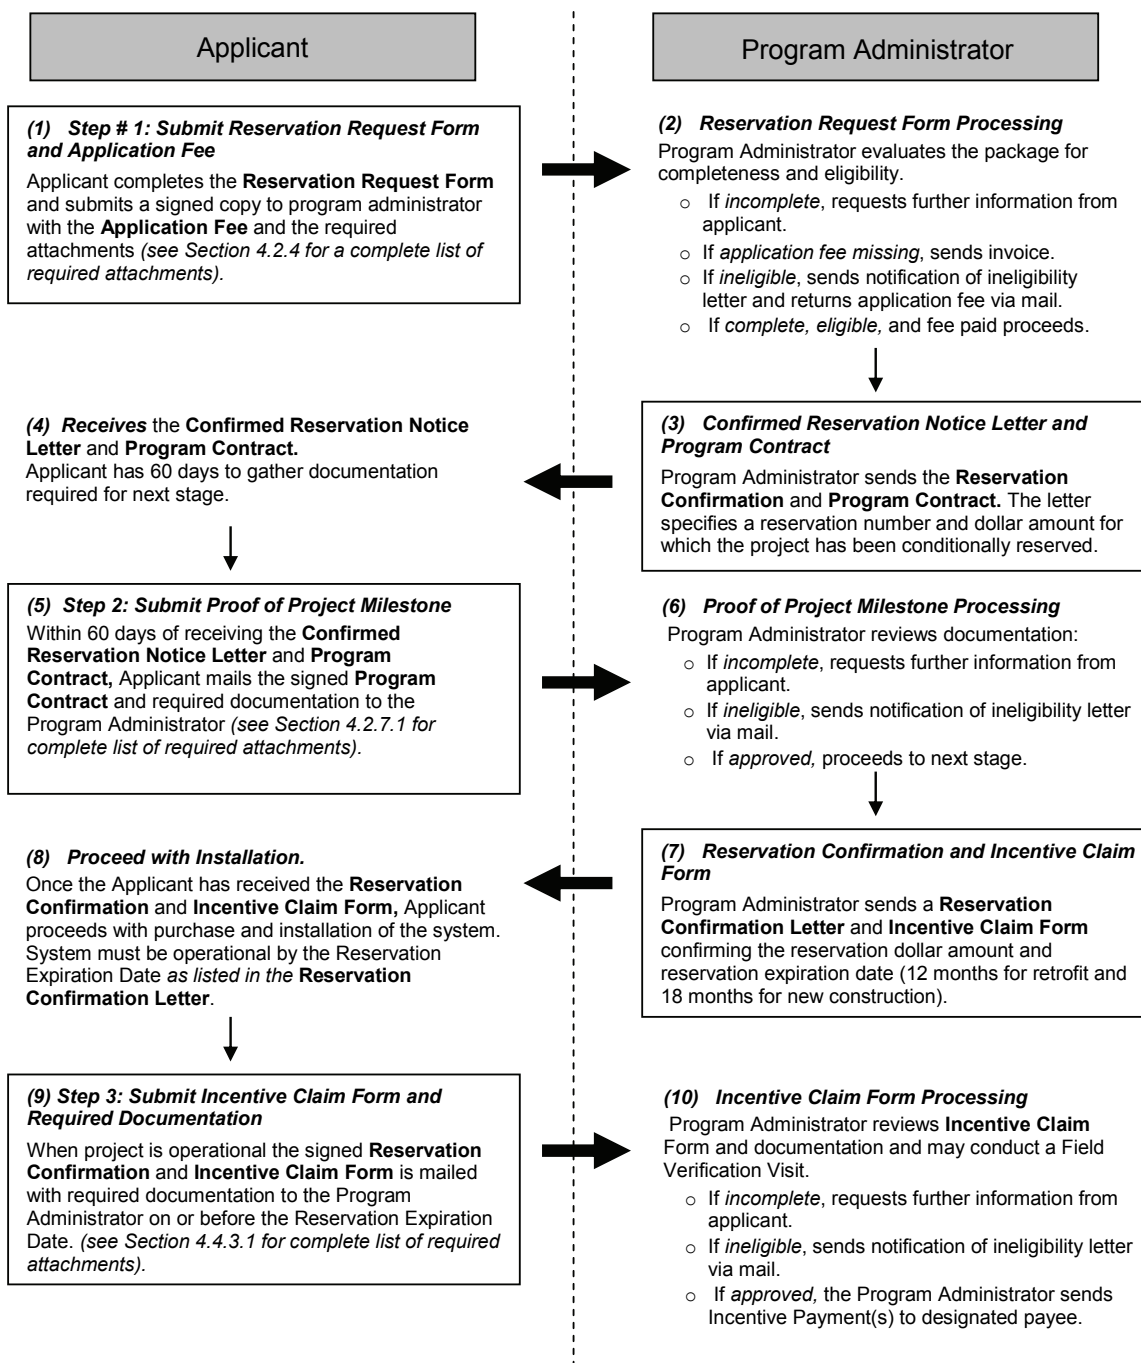 Applicant
Program Administrator
(1) Step # 1: Submit Reservation Request Form
and Application Fee
Applicant completes the Reservation Request Form
and submits a signed copy to program administrator
with the Application Fee and the required
attachments (see Section 4.2.4 for a complete list of
required attachments).
(2) Reservation Request Form Processing
Program Administrator evaluates the package for
completeness and eligibility.
o If incomplete, requests further information from
applicant.
o If application fee missing, sends invoice.
o If ineligible, sends notification of ineligibility
letter and returns application fee via mail.
o If complete, eligible, and fee paid proceeds.
(3) Confirmed Reservation Notice Letter and
Program Contract
Program Administrator sends the Reservation
Confirmation and Program Contract. The letter
specifies a reservation number and dollar amount for
which the project has been conditionally reserved.
(4) Receives the Confirmed Reservation Notice
Letter and Program Contract.
Applicant has 60 days to gather documentation
required for next stage.
(5) Step 2: Submit Proof of Project Milestone
Within 60 days of receiving the Confirmed
Reservation Notice Letter and Program
Contract, Applicant mails the signed Program
Contract and required documentation to the
Program Administrator (see Section 4.2.7.1 for
complete list of required attachments).
(6) Proof of Project Milestone Processing
Program Administrator reviews documentation:
o If incomplete, requests further information from
applicant.
o If ineligible, sends notification of ineligibility letter
via mail.
o If approved, proceeds to next stage.
(7) Reservation Confirmation and Incentive Claim
Form
Program Administrator sends a Reservation
Confirmation Letter and Incentive Claim Form
confirming the reservation dollar amount and
reservation expiration date (12 months for retrofit and
18 months for new construction).
(8) Proceed with Installation.
Once the Applicant has received the Reservation
Confirmation and Incentive Claim Form, Applicant
proceeds with purchase and installation of the system.
System must be operational by the Reservation
Expiration Date as listed in the Reservation
Confirmation Letter.
(9) Step 3: Submit Incentive Claim Form and
Required Documentation
When project is operational the signed Reservation
Confirmation and Incentive Claim Form is mailed
with required documentation to the Program
Administrator on or before the Reservation Expiration
Date. (see Section 4.4.3.1 for complete list of required
attachments).
(10) Incentive Claim Form Processing
Program Administrator reviews Incentive Claim
Form and documentation and may conduct a Field
Verification Visit.
o If incomplete, requests further information from
applicant.
o If ineligible, sends notification of ineligibility letter
via mail.
o If approved, the Program Administrator sends
Incentive Payment(s) to designated payee.